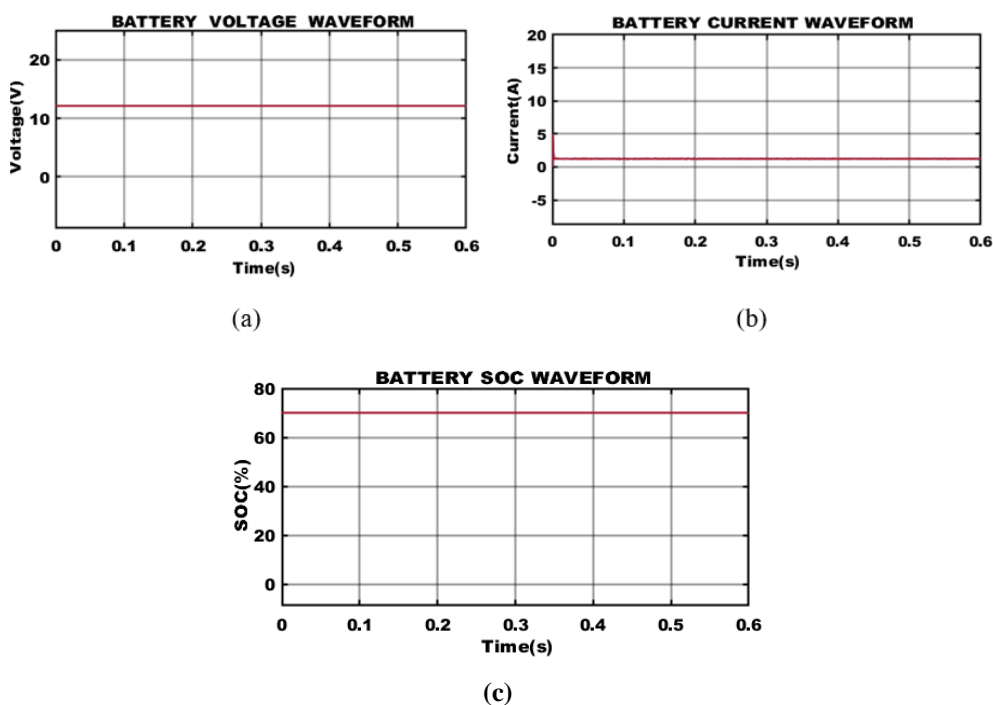 BATTERY VOLTAGE WAVEFORM
20
10
0
Voltage(V)
0 0.1 0.2 0.3 0.4 0.5 0.6
Time(s)
(a)
BATTERY CURRENT WAVEFORM
20
15
10
5
0
-5
Current(A)
0 0.1 0.2 0.3 0.4 0.5 0.6
Time(s)
(b)
BATTERY SOC WAVEFORM
80
60
40
20
0
SOC(%)
0 0.1 0.2 0.3 0.4 0.5 0.6
Time(s)
(c)